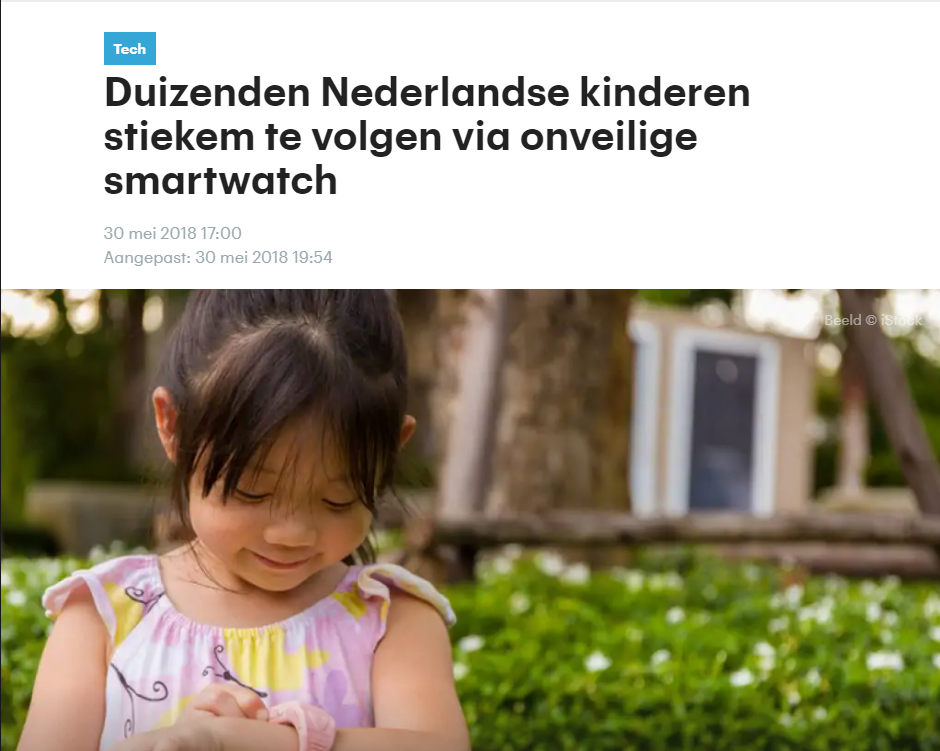 Tech
Duizenden Nederlandse kinderen
stiekem te volgen via onveilige
smartwatch
30 mei 2018 17:00
Aangepast: 30 mei 2018 19:54
Beeld © iStock